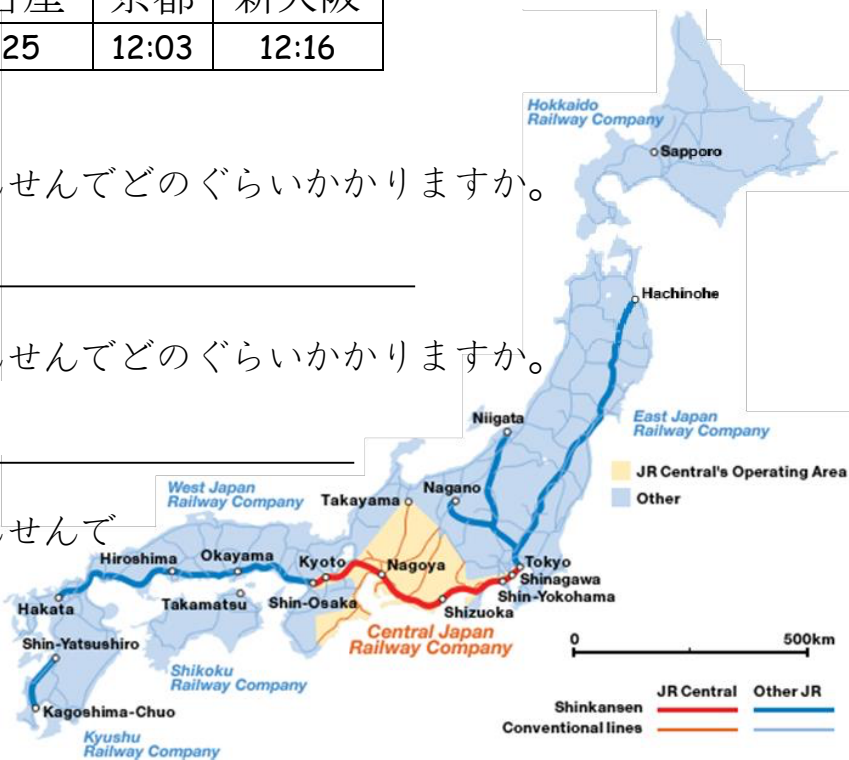 古屋 京都 新大阪
25 12:03 12:16
せんでどのぐらいかかりますか。
せんでどのぐらいかかりますか。
せんで
Hokkaido
Railway Company
Sapporo
Hachinohe
East Japan
Railway Company
Niigata
JR Central's Operating Area
Other
West Japan
Railway Company
Takayama
Nagano
Hiroshima
Okayama
Kyoto
Nagoya
Tokyo
Shinagawa
Shin-Yokohama
Hakata
Takamatsu
Shin-Osaka
Shizuoka
Central Japan
Railway Company
Shin-Yatsushiro
Shikoku
Railway Company
Kagoshima-Chuo
Kyushu
Railway Company
0 500km
JR Central Other JR
Shinkansen
Conventional lines